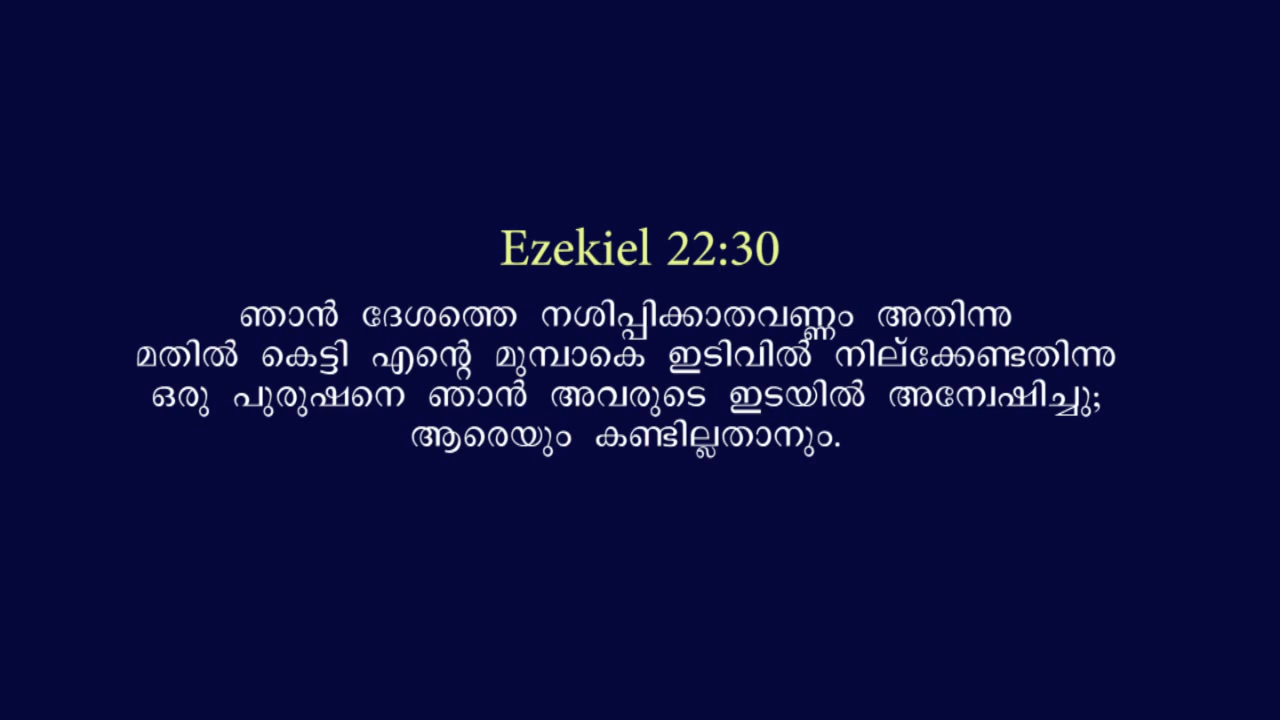 Ezekiel 22:30
ഞാൻ ദേശത്തെ നശിപ്പിക്കാതവണ്ണം അതിന്നു
മതിൽ കെട്ടി എന്റെ മുമ്പാകെ ഇടിവിൽ നില്ക്കേണ്ടതിന്നു
ഒരു പുരുഷനെ ഞാൻ അവരുടെ ഇടയിൽ അന്വേഷിച്ചു;
ആരെയും കണ്ടില്ലതാനും.